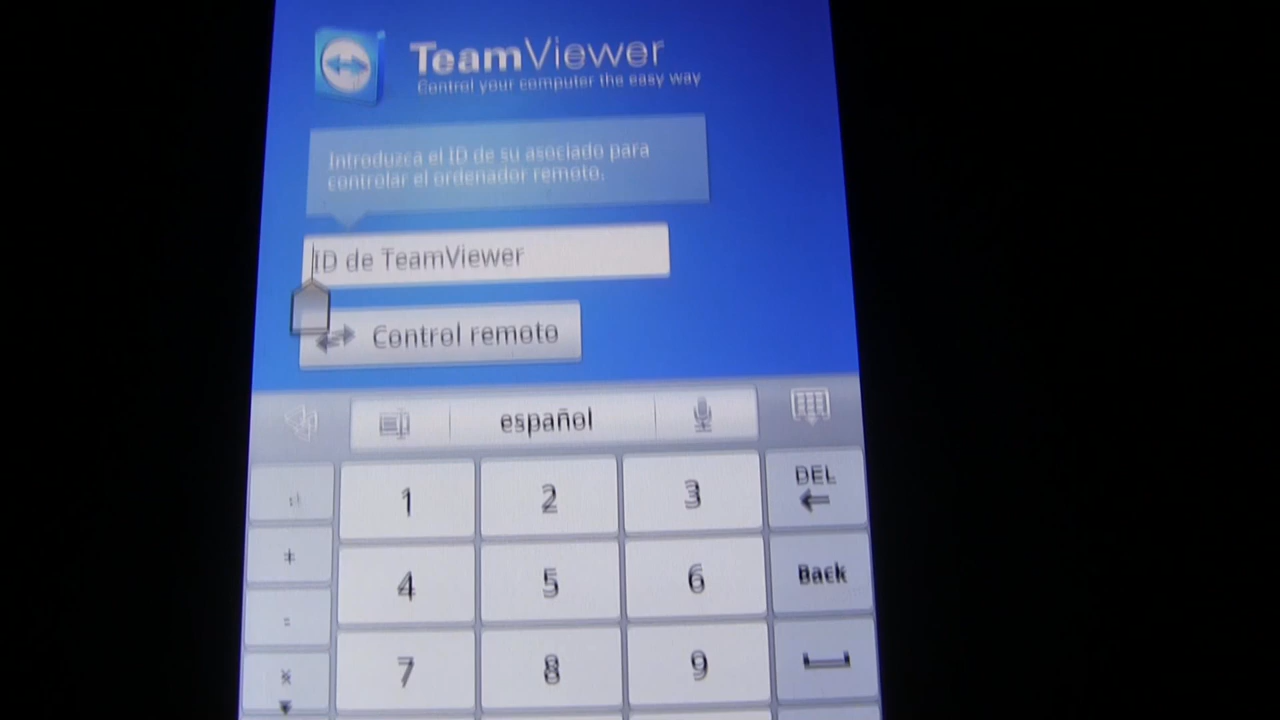 TeamViewer
Control your computer the easy way
Introduzca el ID de su asociado para
controlar el ordenador remoto.
ID de TeamViewer
Control remoto
español
1 2 3 DEL
4 5 6 Back
7 8 9